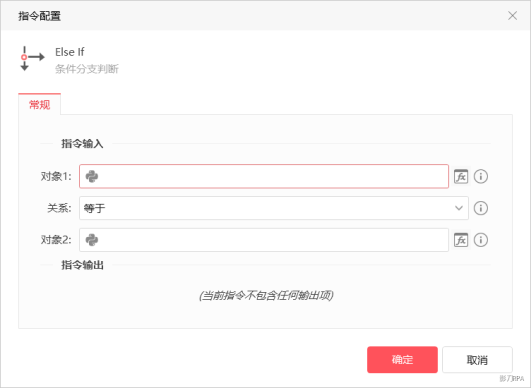 指令配置
Else If
条件分支判断
常规
指令输入
对象1:
fx
关系:
等于
对象2:
fx
指令输出
(当前指令不包含任何输出项)
确定
取消
影刀RPA